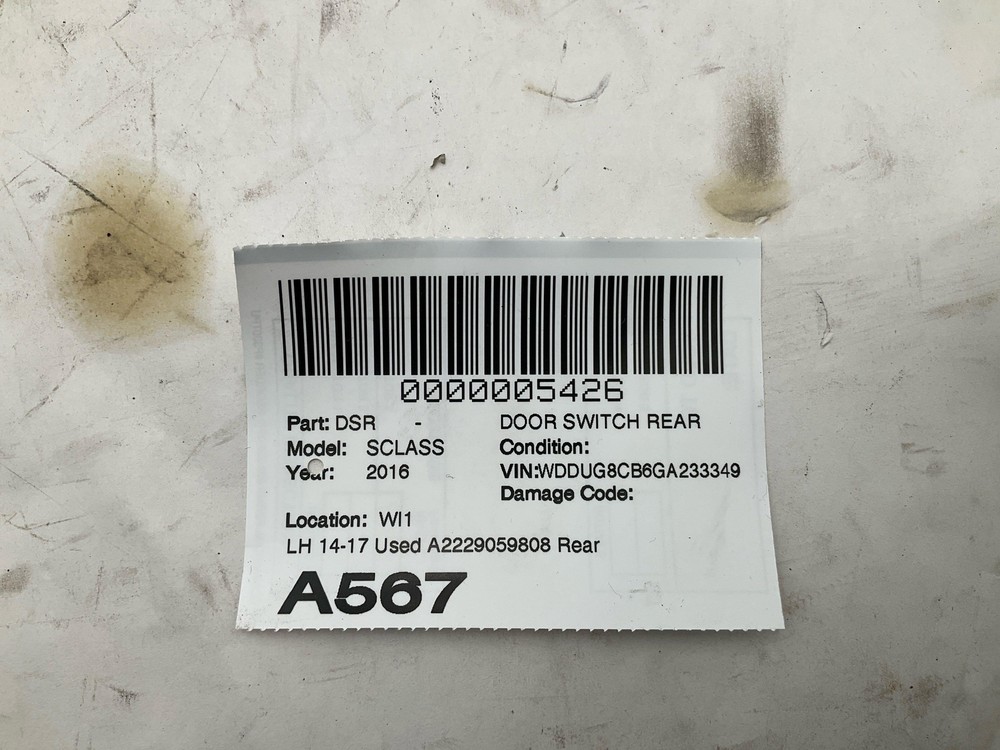 0000005426
Part: DSR - DOOR SWITCH REAR
Model: SCLASS Condition:
Year: 2016 VIN:WDDUG8CB6GA233349
Damage Code:
Location: WI1
LH 14-17 Used A2229059808 Rear
A567